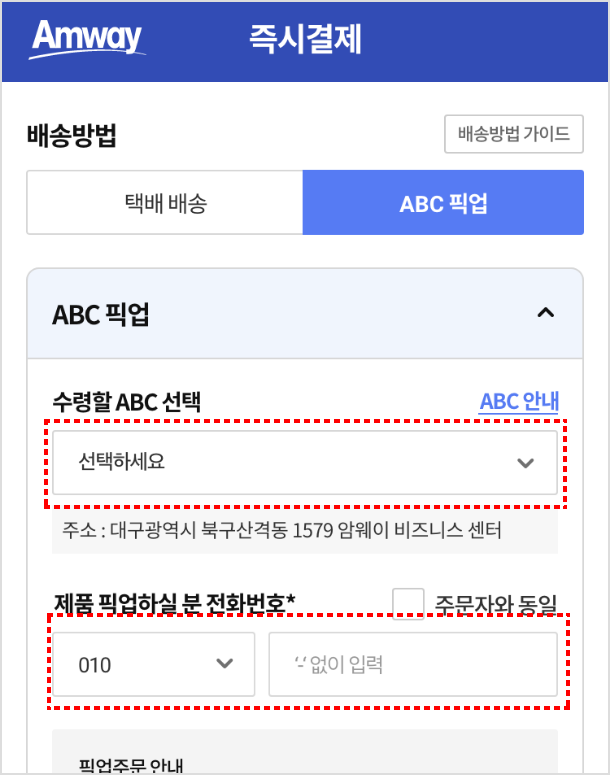 Amway
즉시결제
배송방법
배송방법 가이드
택배 배송
ABC 픽업
ABC 픽업
수령할 ABC 선택
ABC 안내
선택하세요
주소 : 대구광역시 북구산격동 1579 암웨이 비즈니스 센터
제품 픽업하실 분 전화번호*
주문자와 동일
010
'-' 없이 입력
픽업주문 안내